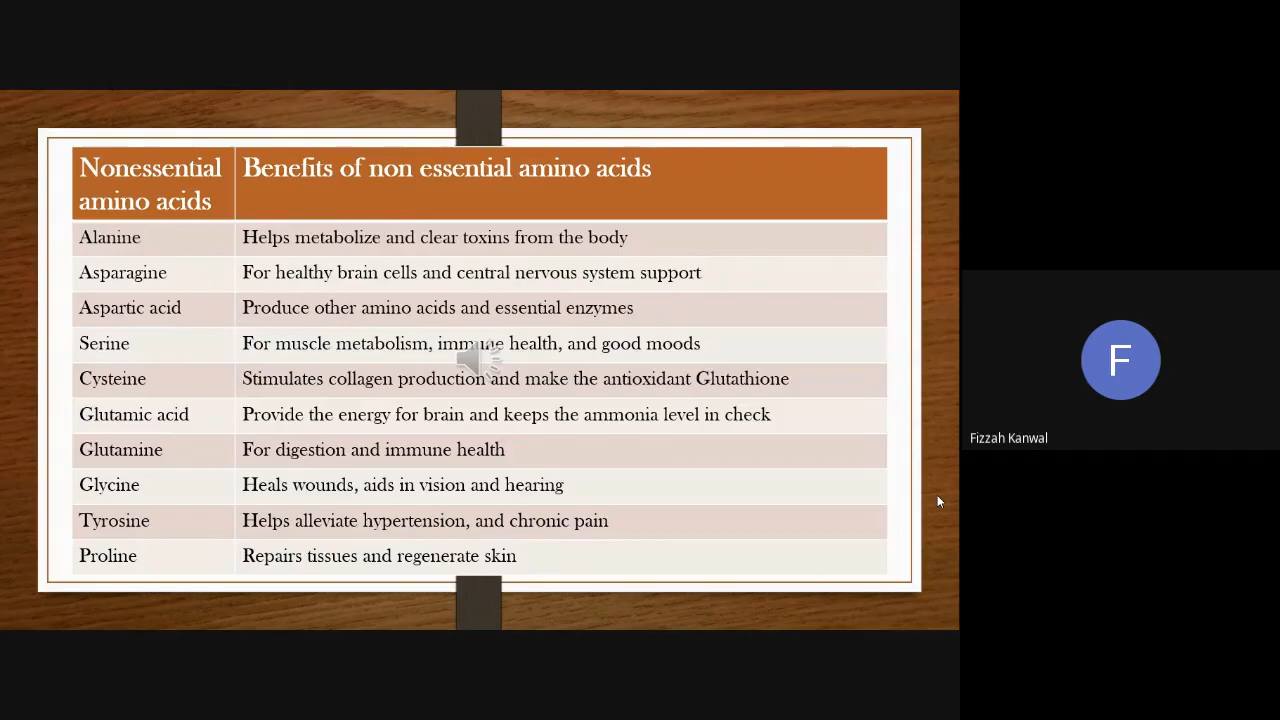 Nonessential
amino acids
Benefits of non essential amino acids
Alanine
Helps metabolize and clear toxins from the body
Asparagine
For healthy brain cells and central nervous system support
Aspartic acid
Produce other amino acids and essential enzymes
Serine
For muscle metabolism, immune health, and good moods
Cysteine
Stimulates collagen production and make the antioxidant Glutathione
Glutamic acid
Provide the energy for brain and keeps the ammonia level in check
Glutamine
For digestion and immune health
Glycine
Heals wounds, aids in vision and hearing
Tyrosine
Helps alleviate hypertension, and chronic pain
Proline
Repairs tissues and regenerate skin
F
Fizzah Kanwal